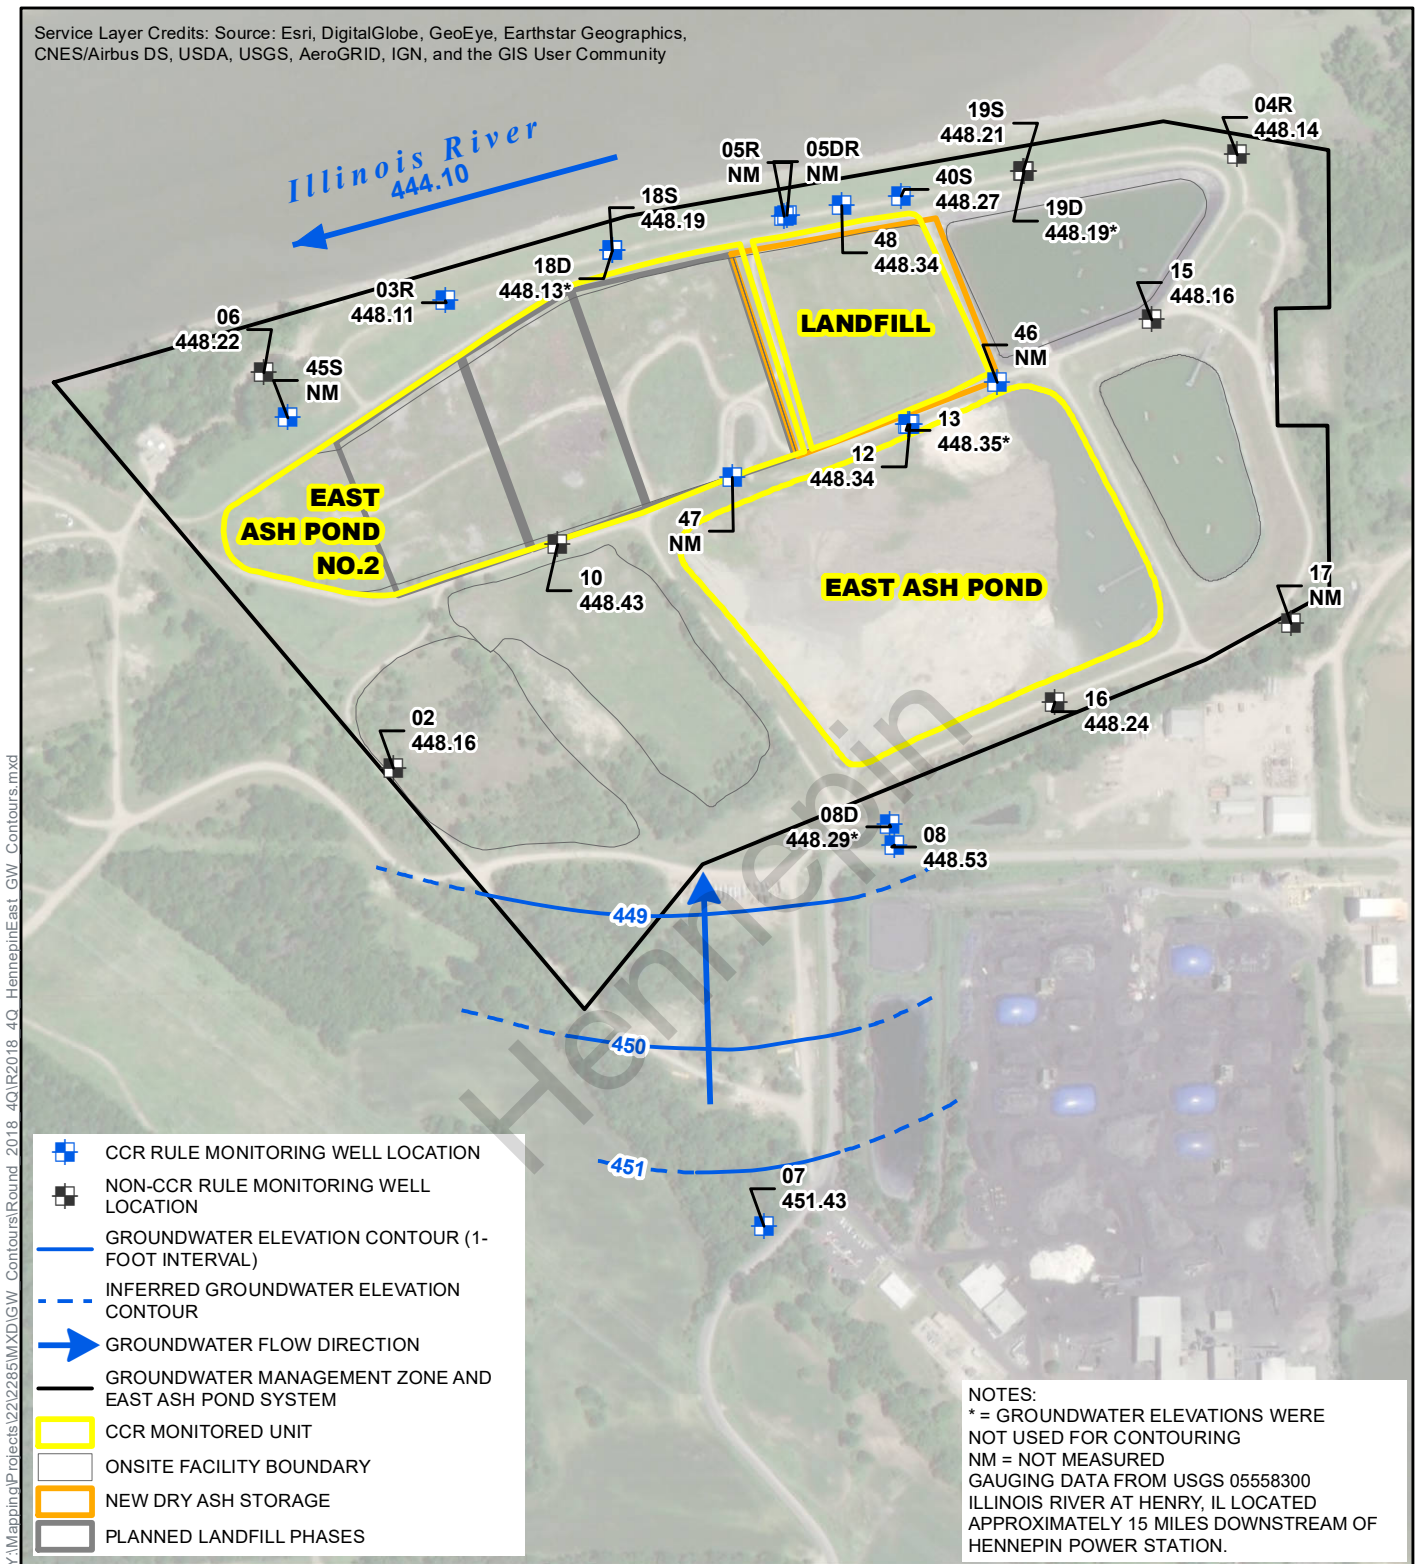 Service Layer Credits: Source: Esri, DigitalGlobe, GeoEye, Earthstar Geographics,
CNES/Airbus DS, USDA, USGS, AeroGRID, IGN, and the GIS User Community
Illinois River
444.10
19S
448.21
04R
448.14
05R
NM
05DR
NM
40S
448.27
18S
448.19
19D
448.19*
48
448.34
18D
448.13*
15
448.16
03R
448.11
06
448.22
LANDFILL
46
NM
45S
NM
13
448.35*
12
448.34
EAST
ASH POND
NO.2
47
NM
10
448.43
EAST ASH POND
17
NM
02
448.16
16
448.24
08D
448.29*
08
448.53
449
450
451
07
451.43
Hennepin
CCR RULE MONITORING WELL LOCATION
NON-CCR RULE MONITORING WELL
LOCATION
GROUNDWATER ELEVATION CONTOUR (1-
FOOT INTERVAL)
INFERRED GROUNDWATER ELEVATION
CONTOUR
GROUNDWATER FLOW DIRECTION
GROUNDWATER MANAGEMENT ZONE AND
EAST ASH POND SYSTEM
CCR MONITORED UNIT
ONSITE FACILITY BOUNDARY
NEW DRY ASH STORAGE
PLANNED LANDFILL PHASES
NOTES:
* = GROUNDWATER ELEVATIONS WERE
NOT USED FOR CONTOURING
NM = NOT MEASURED
GAUGING DATA FROM USGS 05558300
ILLINOIS RIVER AT HENRY, IL LOCATED
APPROXIMATELY 15 MILES DOWNSTREAM OF
HENNEPIN POWER STATION.
Y:\Mapping\Projects\22\2285\MXD\GW_Contours\Round_2018_4Q\R2018_4Q_HennepinEast_GW_Contours.mxd